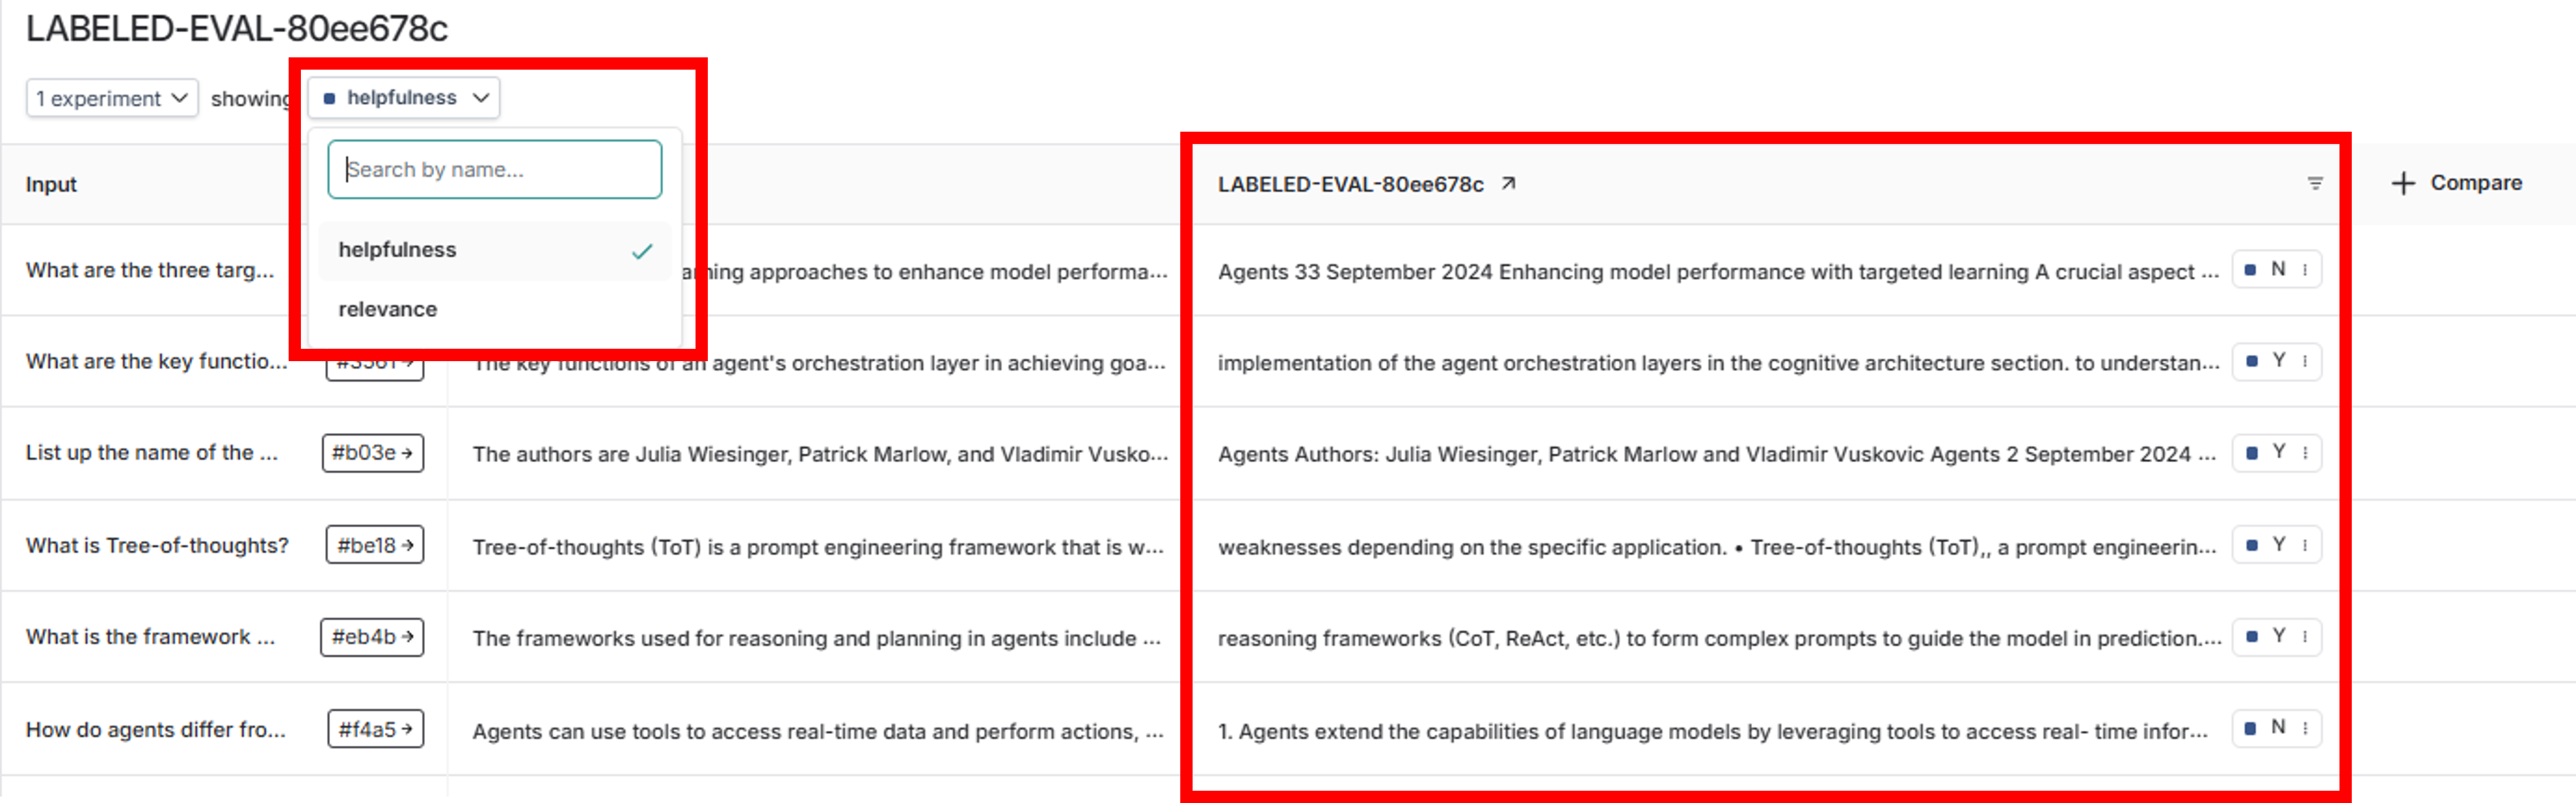 LABELED-EVAL-80ee678c
1 experiment showing helpfulness
Search by name...
helpfulness
relevance
Input LABELED-EVAL-80ee678c Compare
What are the three targ... arning approaches to enhance model performa... Agents 33 September 2024 Enhancing model performance with targeted learning A crucial aspect ... N
What are the key functio... The key functions of an agent's orchestration layer in achieving goa... implementation of the agent orchestration layers in the cognitive architecture section. to understan... Y
List up the name of the ... #b03e → The authors are Julia Wiesinger, Patrick Marlow, and Vladimir Vusko... Agents Authors: Julia Wiesinger, Patrick Marlow and Vladimir Vuskovic Agents 2 September 2024 ... Y
What is Tree-of-thoughts? #be18 → Tree-of-thoughts (ToT) is a prompt engineering framework that is w... weaknesses depending on the specific application. • Tree-of-thoughts (ToT),, a prompt engineerin... Y
What is the framework ... #eb4b → The frameworks used for reasoning and planning in agents include ... reasoning frameworks (CoT, ReAct, etc.) to form complex prompts to guide the model in prediction.... Y
How do agents differ fro... #f4a5 → Agents can use tools to access real-time data and perform actions, ... 1. Agents extend the capabilities of language models by leveraging tools to access real- time infor... N